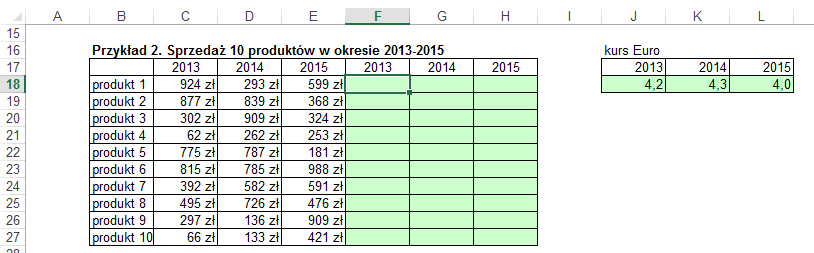 A B C D E F G H I J K L
15
16 Przykład 2. Sprzedaż 10 produktów w okresie 2013-2015 kurs Euro
17 2013 2014 2015 2013 2014 2015 2013 2014 2015
18 produkt 1 924 zł 293 zł 599 zł 4,2 4,3 4,0
19 produkt 2 877 zł 839 zł 368 zł
20 produkt 3 302 zł 909 zł 324 zł
21 produkt 4 62 zł 262 zł 253 zł
22 produkt 5 775 zł 787 zł 181 zł
23 produkt 6 815 zł 785 zł 988 zł
24 produkt 7 392 zł 582 zł 591 zł
25 produkt 8 495 zł 726 zł 476 zł
26 produkt 9 297 zł 136 zł 909 zł
27 produkt 10 66 zł 133 zł 421 zł